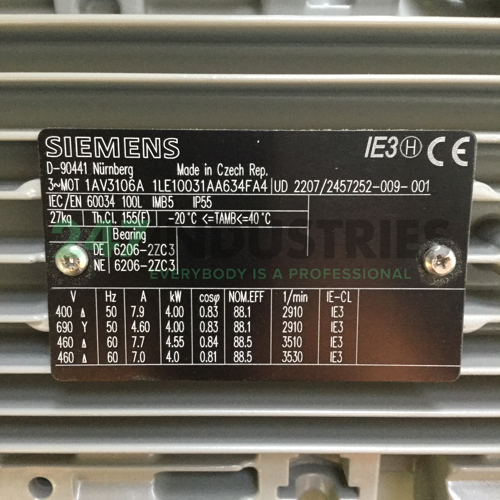 SIEMENS IE3 H CE
D-90441 Nürnberg Made in Czech Rep.
3~MOT 1AV3106A 1LE10031AA634FA4 UD 2207/2457252-009-001
IEC/EN 60034 100L IMB5 IP55
27kg Th.Cl. 155(F) -20°C <=TAMB<=40°C
Bearing
DE 6206-2ZC3
NE 6206-2ZC3
24/7 INDUSTRIES
EVERYBODY IS A PRIORITY
V Hz A kW cosφ NOM.EFF 1/min IE-CL
400 Δ 50 7.9 4.00 0.83 88.1 2910 IE3
690 Y 50 4.60 4.00 0.83 88.1 2910 IE3
460 Δ 60 7.7 4.55 0.84 88.5 3510 IE3
460 Δ 60 7.0 4.0 0.81 88.5 3530 IE3